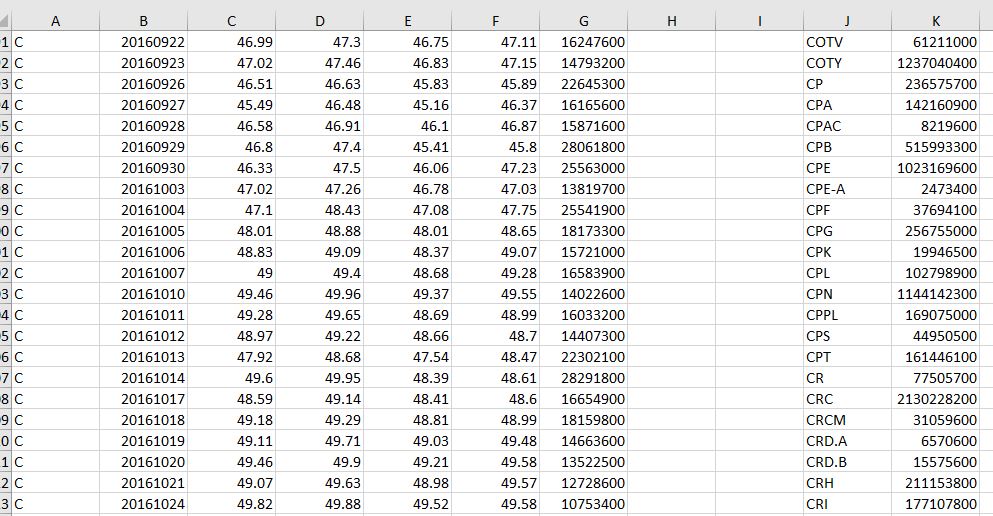 A B C D E F G H I J K
1 C 20160922 46.99 47.3 46.75 47.11 16247600 COTV 61211000
2 C 20160923 47.02 47.46 46.83 47.15 14793200 COTY 1237040400
3 C 20160926 46.51 46.63 45.83 45.89 22645300 CP 236575700
4 C 20160927 45.49 46.48 45.16 46.37 16165600 CPA 142160900
5 C 20160928 46.58 46.91 46.1 46.87 15871600 CPAC 8219600
6 C 20160929 46.8 47.4 45.41 45.8 28061800 CPB 515993300
7 C 20160930 46.33 47.5 46.06 47.23 25563000 CPE 1023169600
8 C 20161003 47.02 47.26 46.78 47.03 13819700 CPE-A 2473400
9 C 20161004 47.1 48.43 47.08 47.75 25541900 CPF 37694100
0 C 20161005 48.01 48.88 48.01 48.65 18173300 CPG 256755000
1 C 20161006 48.83 49.09 48.37 49.07 15721000 CPK 19946500
2 C 20161007 49 49.4 48.68 49.28 16583900 CPL 102798900
3 C 20161010 49.46 49.96 49.37 49.55 14022600 CPN 1144142300
4 C 20161011 49.28 49.65 48.69 48.99 16033200 CPPL 169075000
5 C 20161012 48.97 49.22 48.66 48.7 14407300 CPS 44950500
6 C 20161013 47.92 48.68 47.54 48.47 22302100 CPT 161446100
7 C 20161014 49.6 49.95 48.39 48.61 28291800 CR 77505700
8 C 20161017 48.59 49.14 48.41 48.6 16654900 CRC 2130228200
9 C 20161018 49.18 49.29 48.81 48.99 18159800 CRCM 31059600
0 C 20161019 49.11 49.71 49.03 49.48 14663600 CRD.A 6570600
1 C 20161020 49.46 49.9 49.21 49.58 13522500 CRD.B 15575600
2 C 20161021 49.07 49.63 48.98 49.57 12728600 CRH 211153800
3 C 20161024 49.82 49.88 49.52 49.58 10753400 CRI 177107800